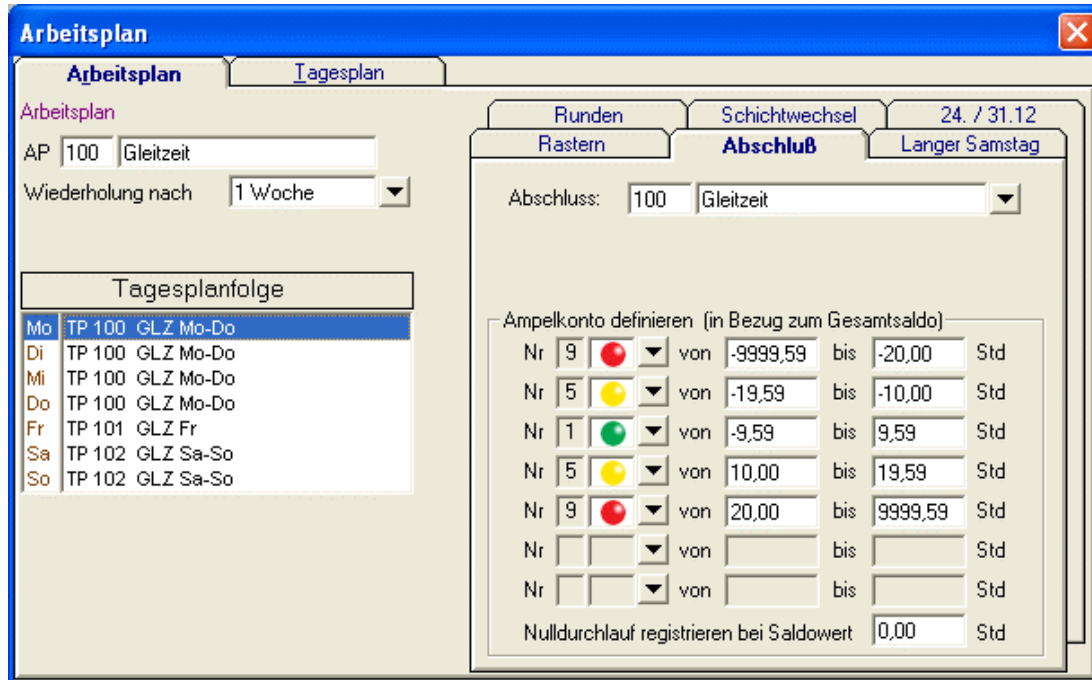 Arbeitsplan
Arbeitsplan Tagesplan
Arbeitsplan
AP 100 Gleitzeit
Wiederholung nach 1 Woche
Tagesplanfolge
Mo TP 100 GLZ Mo-Do
Di TP 100 GLZ Mo-Do
Mi TP 100 GLZ Mo-Do
Do TP 100 GLZ Mo-Do
Fr TP 101 GLZ Fr
Sa TP 102 GLZ Sa-So
So TP 102 GLZ Sa-So
Runden Schichtwechsel 24. / 31.12
Rastern Abschluß Langer Samstag
Abschluss: 100 Gleitzeit
Ampelkonto definieren (in Bezug zum Gesamtsaldo)
Nr 9 von -9999,59 bis -20,00 Std
Nr 5 von -19,59 bis -10,00 Std
Nr 1 von -9,59 bis 9,59 Std
Nr 5 von 10,00 bis 19,59 Std
Nr 9 von 20,00 bis 9999,59 Std
Nr von bis Std
Nr von bis Std
Nulldurchlauf registrieren bei Saldowert 0,00 Std